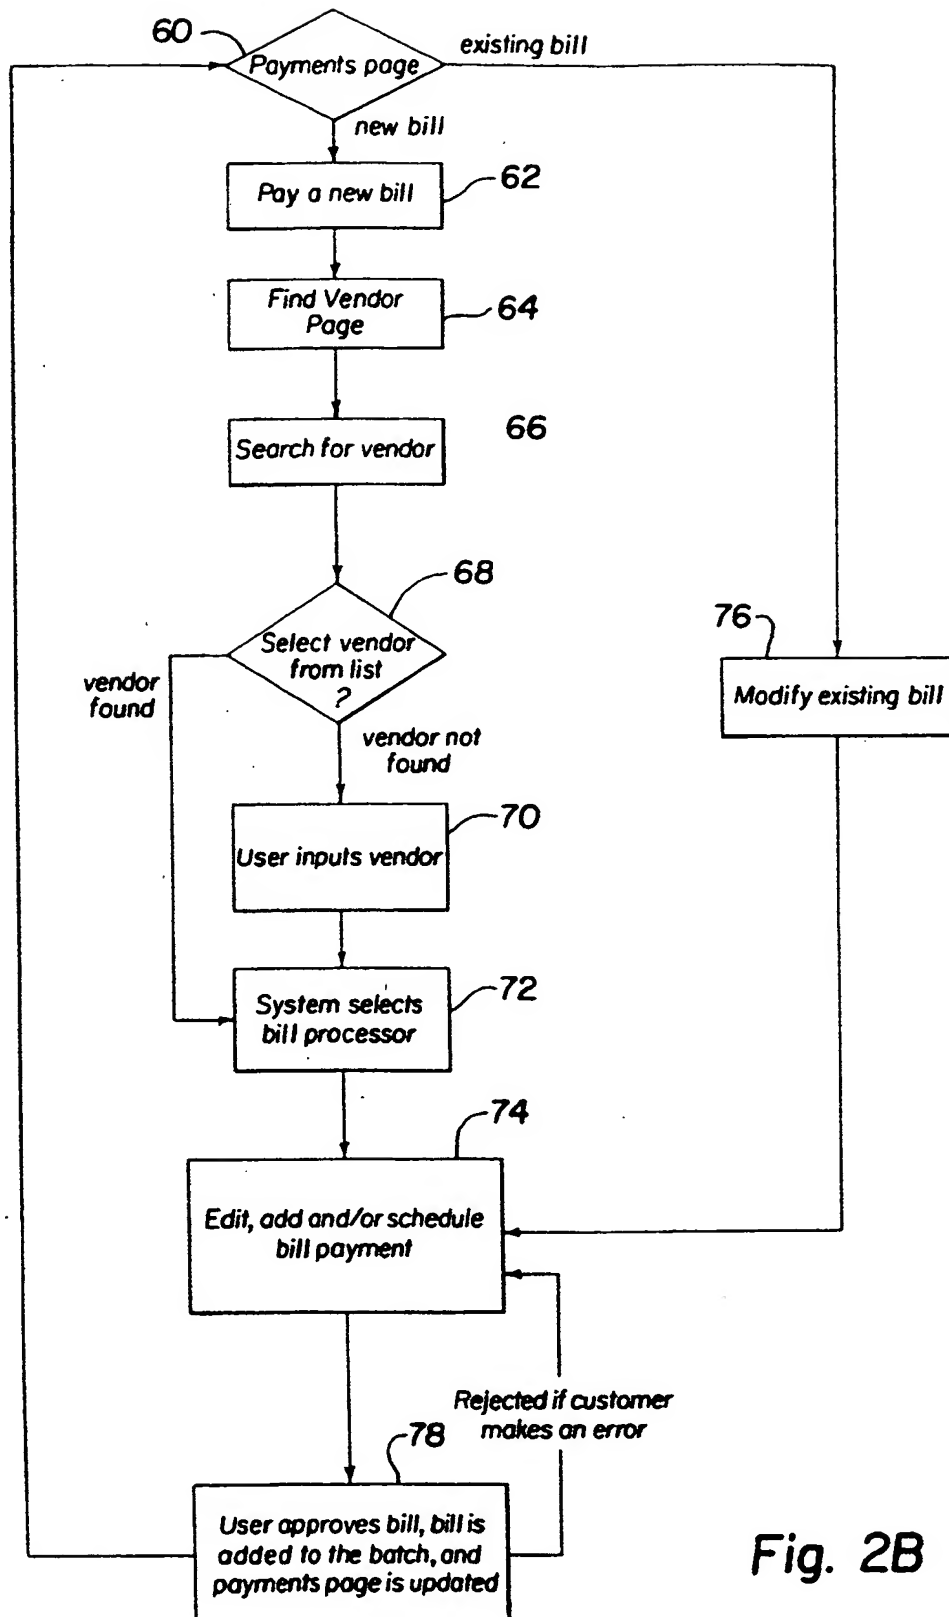 60
Payments page
existing bill
new bill
Pay a new bill
62
Find Vendor
Page
64
Search for vendor
66
68
Select vendor
from list
?
vendor
found
vendor not
found
76
Modify existing bill
70
User inputs vendor
72
System selects
bill processor
74
Edit, add and/or schedule
bill payment
Rejected if customer
makes an error
78
User approves bill, bill is
added to the batch, and
payments page is updated
Fig. 2B